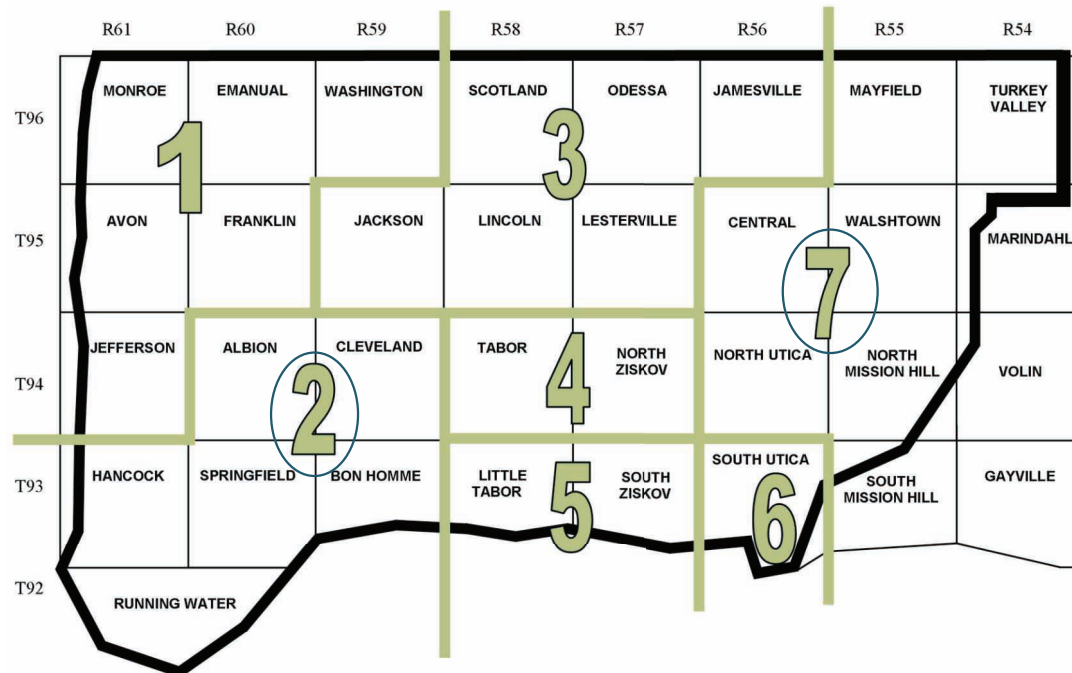 R61 R60 R59 R58 R57 R56 R55 R54
T96
MONROE EMANUAL WASHINGTON SCOTLAND ODESSA JAMESVILLE MAYFIELD TURKEY
VALLEY
1 3
T95
AVON FRANKLIN JACKSON LINCOLN LESTERVILLE CENTRAL WALSHTOWN MARINDAHL
7
T94
JEFFERSON ALBION CLEVELAND TABOR NORTH
ZISKOV NORTH UTICA NORTH
MISSION HILL VOLIN
2 4
T93
HANCOCK SPRINGFIELD BON HOMME LITTLE
TABOR SOUTH
ZISKOV SOUTH UTICA SOUTH
MISSION HILL GAYVILLE
5 6
T92
RUNNING WATER